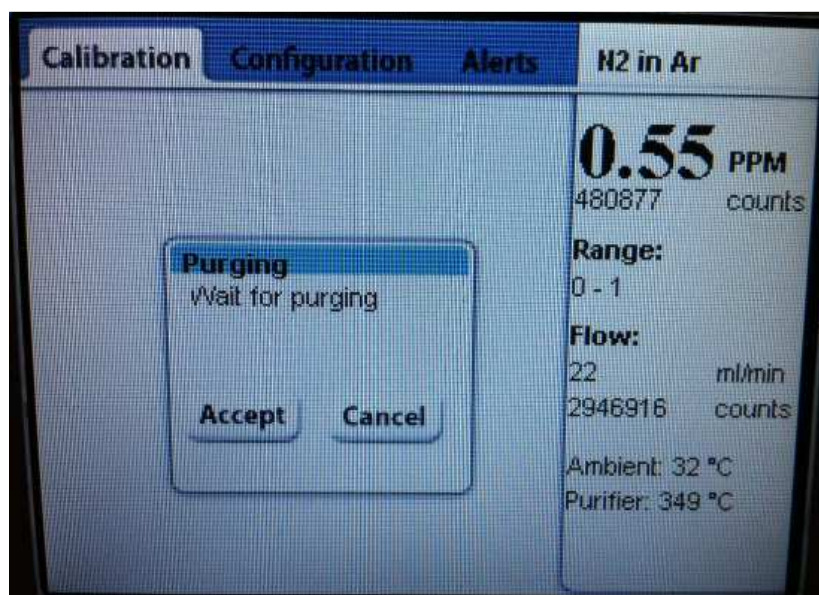 Calibration Configuration Alerts N2 in Ar
Purging
Wait for purging
Accept Cancel
0.55 PPM
480877 counts
Range:
0 - 1
Flow:
22 ml/min
2946916 counts
Ambient: 32 °C
Purifier: 349 °C